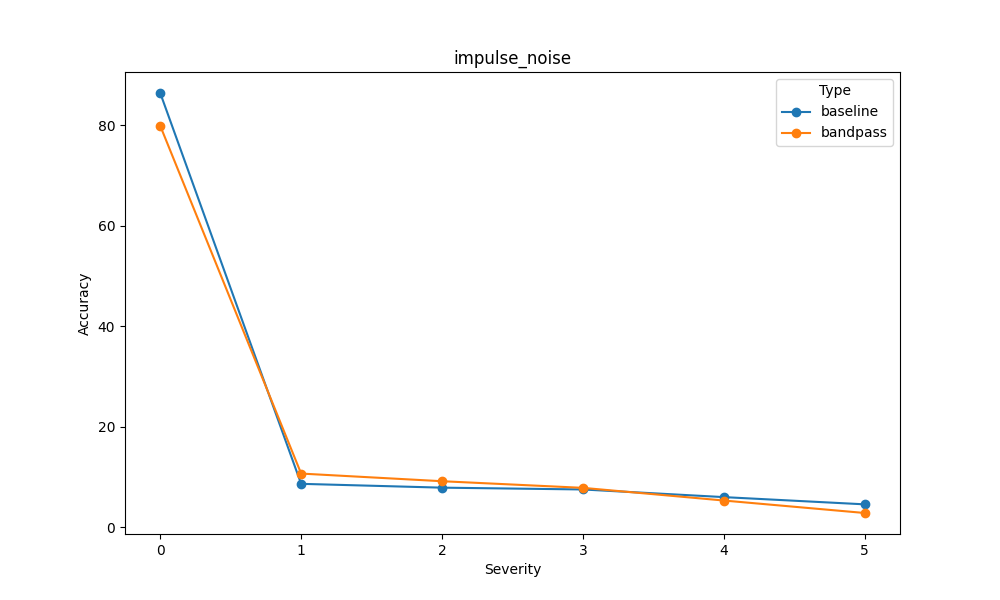 impulse_noise
Type
baseline
bandpass
80
60
40
20
0
Accuracy
0 1 2 3 4 5
Severity